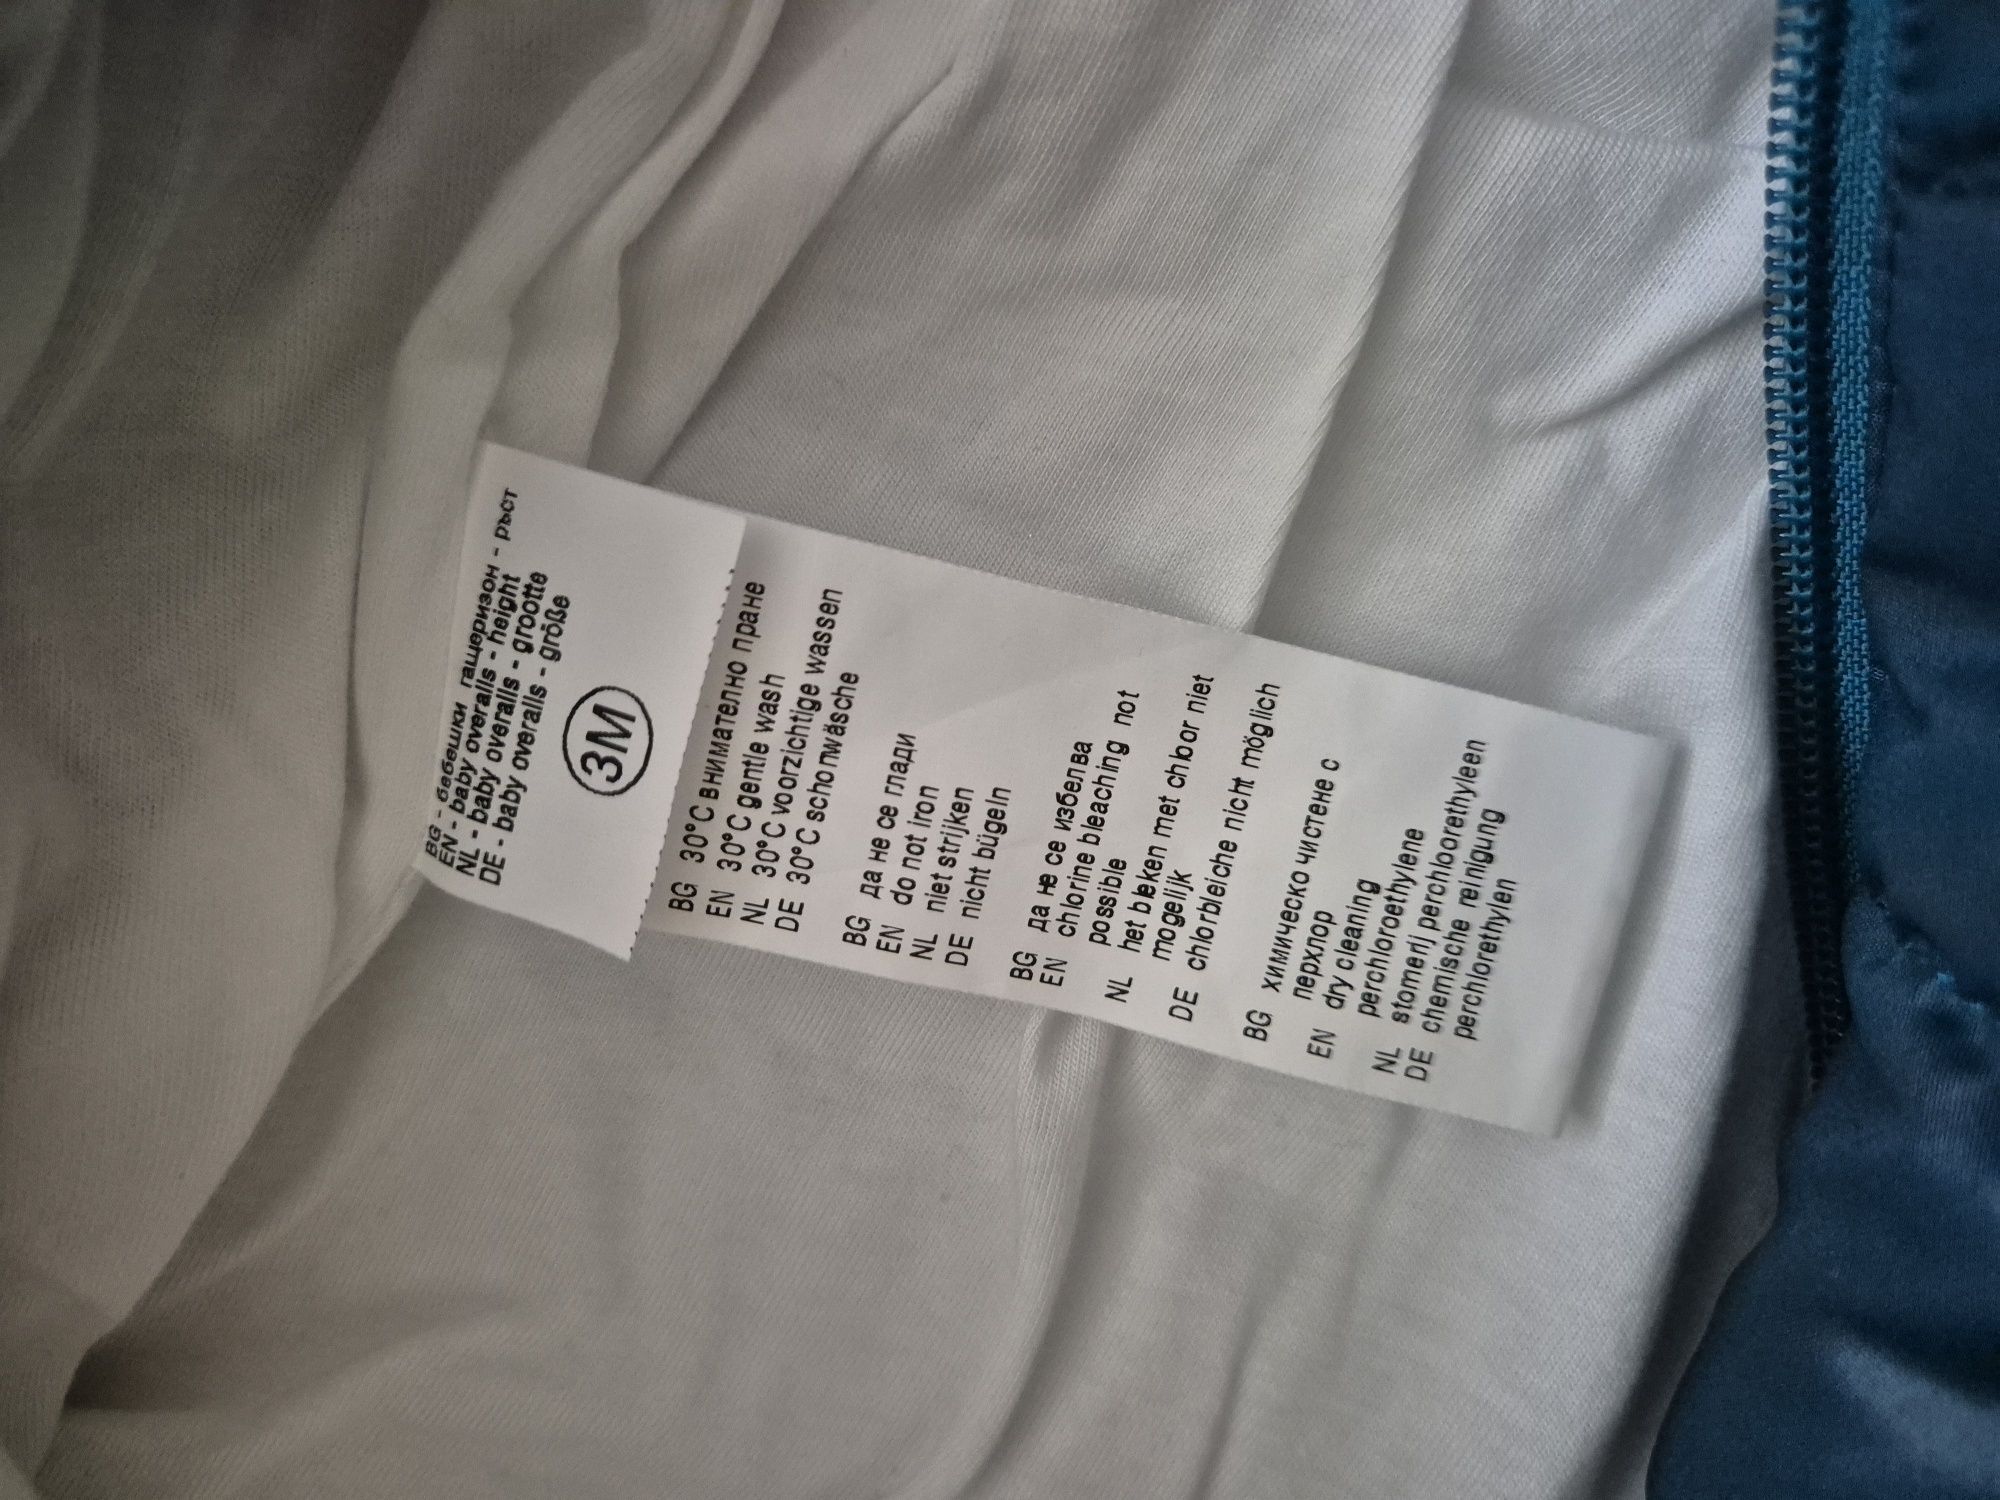 BG - бебешки гащеризон - ръст
EN - baby overalls - height
NL - baby overalls - grootte
DE - baby overalls - größe
3M
BG 30°C внимателно пране
EN 30°C gentle wash
NL 30°C voorzichtige wassen
DE 30°C schonwäsche
BG да не се глади
EN do not iron
NL niet strijken
DE nicht bügeln
BG да не се избелва
EN chlorine bleaching not
possible
NL het bleken met chloor niet
mogelijk
DE chlorbleiche nicht möglich
BG химическо чистене с
перхлор
EN dry cleaning
perchloroethylene
NL stomerij perchloorethyleen
DE chemische reinigung
perchlorethylen